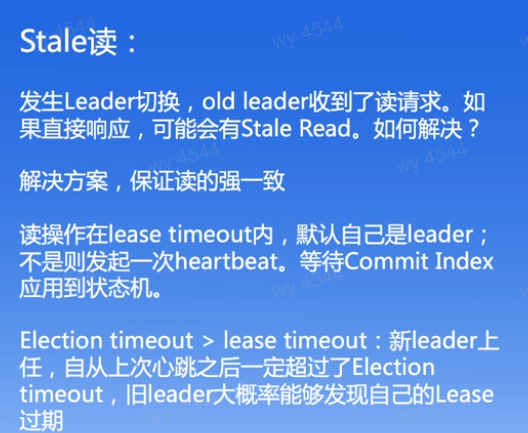 Stale读：
发生Leader切换，old leader收到了读请求。如
果直接响应，可能会有Stale Read。如何解决？
解决方案，保证读的强一致
读操作在lease timeout内，默认自己是leader；
不是则发起一次heartbeat。等待Commit Index
应用到状态机。
Election timeout > lease timeout：新leader上
任，自从上次心跳之后一定超过了Election
timeout，旧leader大概率能够发现自己的Lease
过期
wy 4544
wy 4544
wy 4544
wy 4544